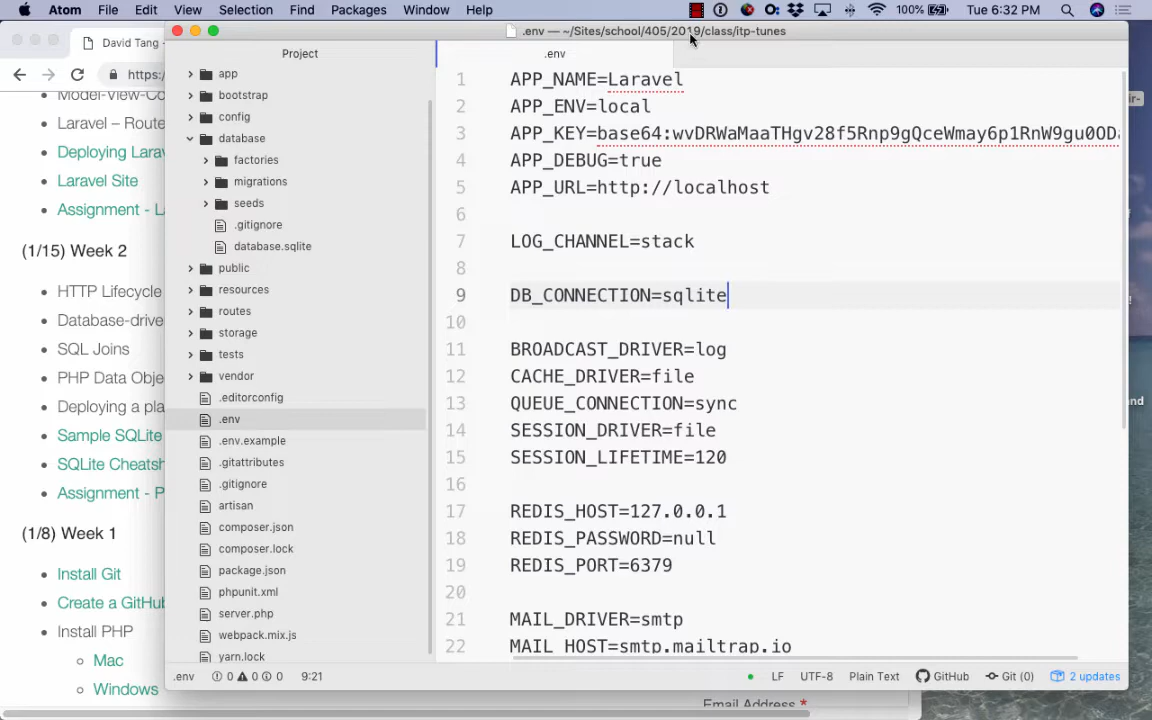 Atom File Edit View Selection Find Packages Window Help 100% Tue 6:32 PM
David Tang
https:
.env — ~/Sites/school/405/2019/class/itp-tunes
Project
app
bootstrap
config
database
factories
migrations
seeds
.gitignore
database.sqlite
public
resources
routes
storage
tests
vendor
.editorconfig
.env
.env.example
.gitattributes
.gitignore
artisan
composer.json
composer.lock
package.json
phpunit.xml
server.php
webpack.mix.js
yarn.lock
.env
1 APP_NAME=Laravel
2 APP_ENV=local
3 APP_KEY=base64:wvDRWaMaaTHgv28f5Rnp9gQceWmay6p1RnW9gu0OD
4 APP_DEBUG=true
5 APP_URL=http://localhost
6
7 LOG_CHANNEL=stack
8
9 DB_CONNECTION=sqlite
10
11 BROADCAST_DRIVER=log
12 CACHE_DRIVER=file
13 QUEUE_CONNECTION=sync
14 SESSION_DRIVER=file
15 SESSION_LIFETIME=120
16
17 REDIS_HOST=127.0.0.1
18 REDIS_PASSWORD=null
19 REDIS_PORT=6379
20
21 MAIL_DRIVER=smtp
22 MAIL_HOST=smtp.mailtrap.io
.env 0 0 0 9:21 LF UTF-8 Plain Text GitHub Git (0) 2 updates
Model-View-Co
Laravel – Route
Deploying Larav
Laravel Site
Assignment - La
(1/15) Week 2
HTTP Lifecycle
Database-drive
SQL Joins
PHP Data Obje
Deploying a pla
Sample SQLite
SQLite Cheatsh
Assignment - P
(1/8) Week 1
Install Git
Create a GitHub
Install PHP
Mac
Windows
Email Address *
ir-
and